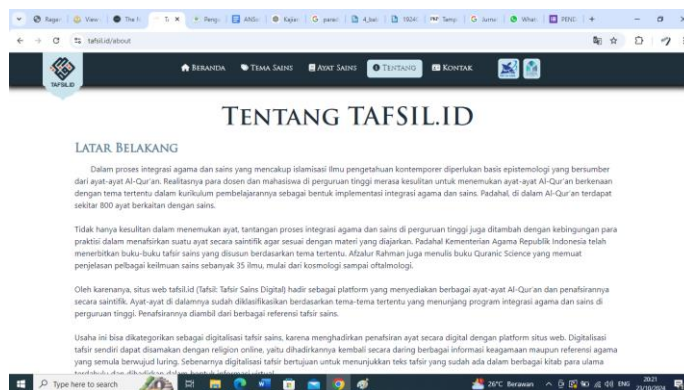 tafsil.id/about
TAFSIL.ID
BERANDA TEMA SAINS AYAT SAINS TENTANG KONTAK
TENTANG TAFSIL.ID
LATAR BELAKANG
Dalam proses integrasi agama dan sains yang mencakup islamisasi ilmu pengetahuan kontemporer diperlukan basis epistemologi yang bersumber
dari ayat-ayat Al-Qur'an. Realitasnya para dosen dan mahasiswa di perguruan tinggi merasa kesulitan untuk menemukan ayat-ayat Al-Qur'an berkenaan
dengan tema tertentu dalam kurikulum pembelajarannya sebagai bentuk implementasi integrasi agama dan sains. Padahal, di dalam Al-Qur'an terdapat
sekitar 800 ayat berkaitan dengan sains.
Tidak hanya kesulitan dalam menemukan ayat, tantangan proses integrasi agama dan sains di perguruan tinggi juga ditambah dengan kebingungan para
praktisi dalam menafsirkan suatu ayat secara saintifik agar sesuai dengan materi yang diajarkan. Padahal Kementerian Agama Republik Indonesia telah
menerbitkan buku-buku tafsir sains yang disusun berdasarkan tema tertentu. Afzalur Rahman juga menulis buku Quranic Science yang memuat
penjelasan pelbagai keilmuan sains sebanyak 35 ilmu, mulai dari kosmologi sampai oftalmologi.
Oleh karenanya, situs web tafsil.id (Tafsil: Tafsir Sains Digital) hadir sebagai platform yang menyediakan berbagai ayat-ayat Al-Qur'an dan penafsirannya
secara saintifik. Ayat-ayat di dalamnya sudah diklasifikasikan berdasarkan tema-tema tertentu yang menunjang program integrasi agama dan sains di
perguruan tinggi. Penafsirannya diambil dari berbagai referensi tafsir sains.
Usaha ini bisa dikategorikan sebagai digitalisasi tafsir sains, karena menghadirkan penafsiran ayat secara digital dengan platform situs web. Digitalisasi
tafsir sendiri dapat disamakan dengan religion online, yaitu dihadirkannya kembali secara daring berbagai informasi keagamaan maupun referensi agama
yang semula berwujud luring. Sebenarnya digitalisasi tafsir bertujuan untuk menunjukkan teks tafsir yang sudah ada dalam berbagai kitab para ulama
Type here to search
26°C Berawan ENG 20:21
23/10/2024